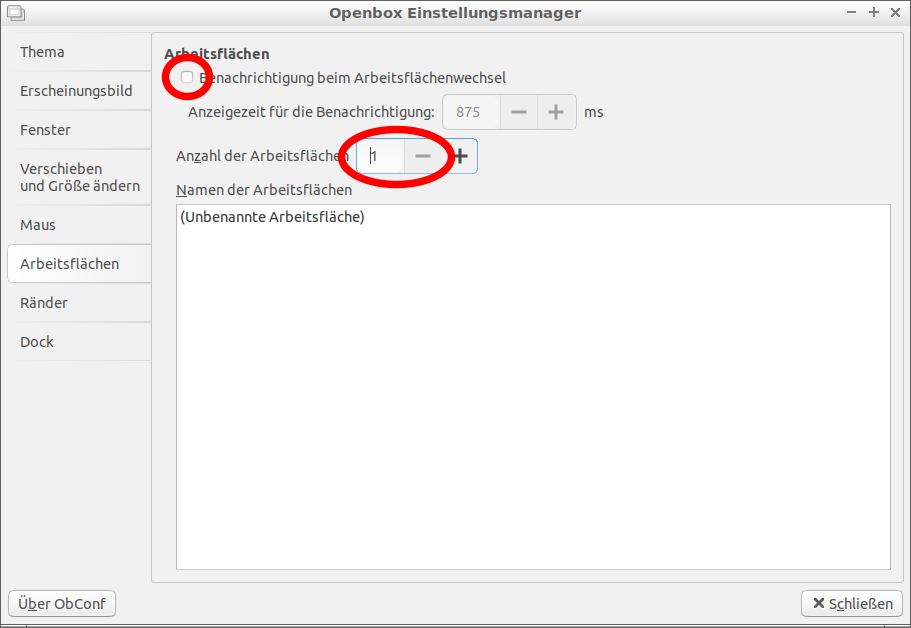 Openbox Einstellungsmanager
Thema
Erscheinungsbild
Fenster
Verschieben
und Größe ändern
Maus
Arbeitsflächen
Ränder
Dock
Arbeitsflächen
Benachrichtigung beim Arbeitsflächenwechsel
Anzeigezeit für die Benachrichtigung: 875 − + ms
Anzahl der Arbeitsflächen 1 − +
Namen der Arbeitsflächen
(Unbenannte Arbeitsfläche)
Über ObConf
Schließen